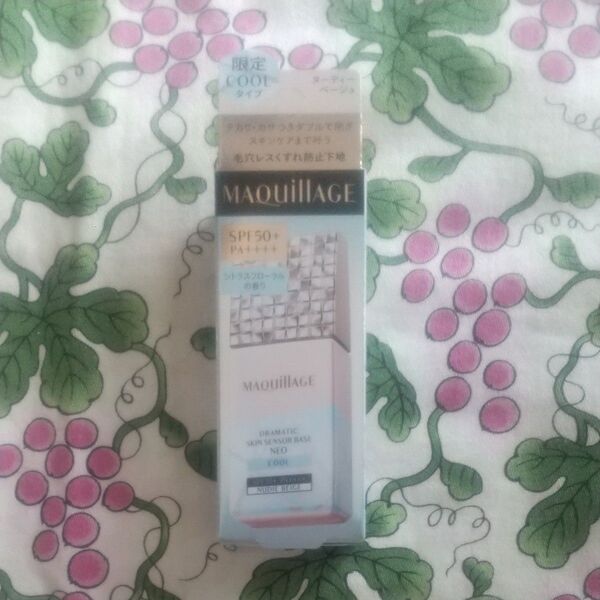 限定
COOL
タイプ
ヌーディー
ベージュ
テカリ・カサつきダブルで防ぎ
スキンケアまで叶う
毛穴レスくずれ防止下地
MAQuillAGE
SPF50+
PA++++
シトラスフローラル
の香り
MAQuillAGE
DRAMATIC
SKIN SENSOR BASE
NEO
COOL
NUDIE BEIGE